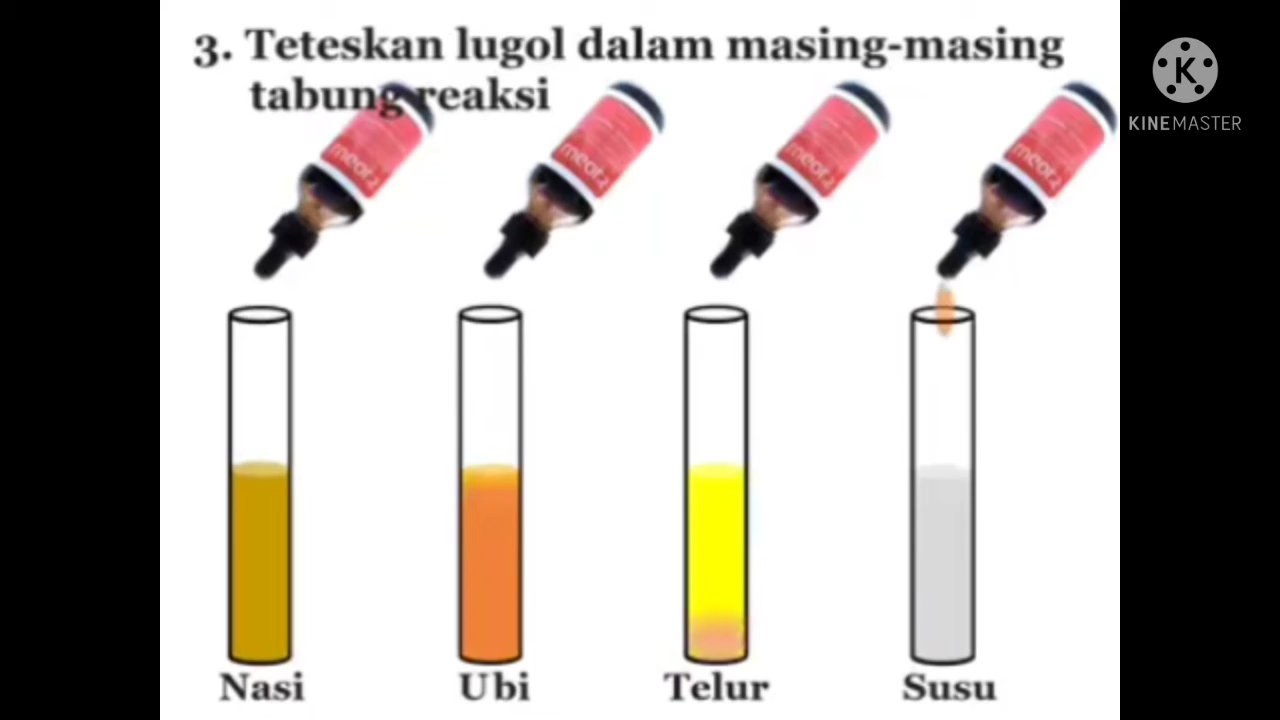 3. Teteskan lugol dalam masing-masing
tabung reaksi
K
KINEMASTER
Nasi
Ubi
Telur
Susu